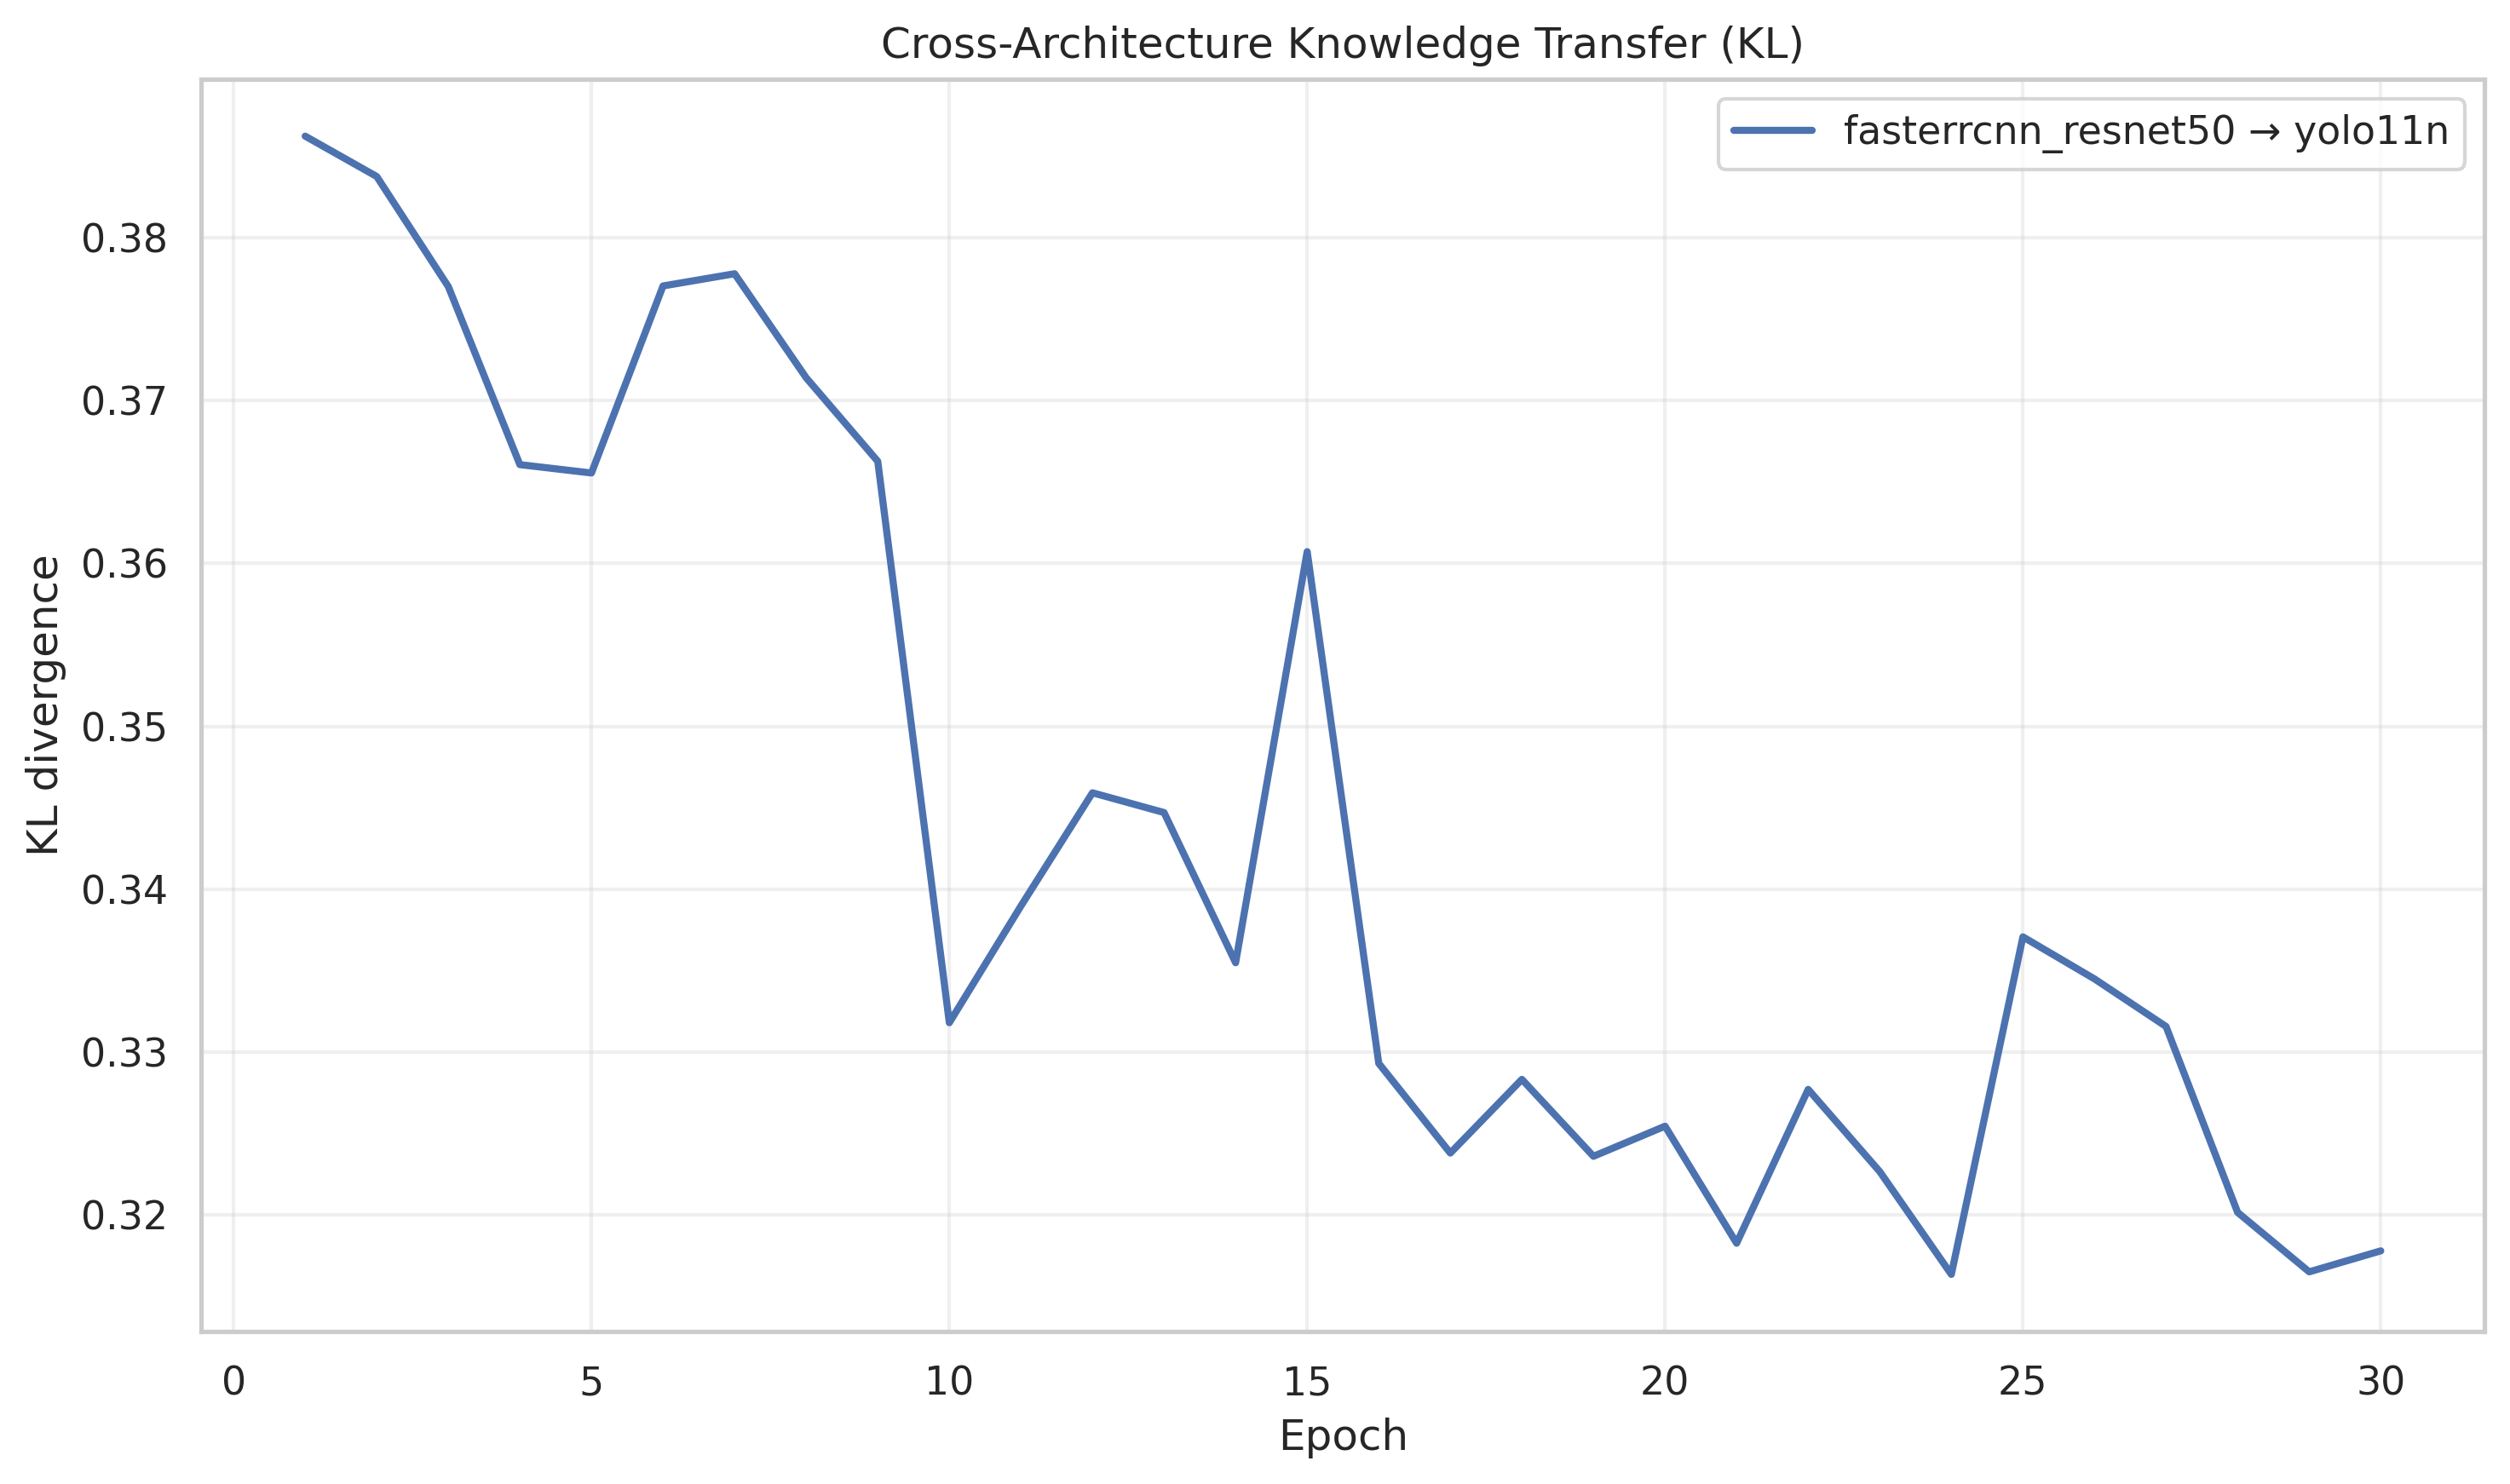 Cross-Architecture Knowledge Transfer (KL)
fasterrcnn_resnet50 → yolo11n
KL divergence
0.38
0.37
0.36
0.35
0.34
0.33
0.32
0 5 10 15 20 25 30
Epoch